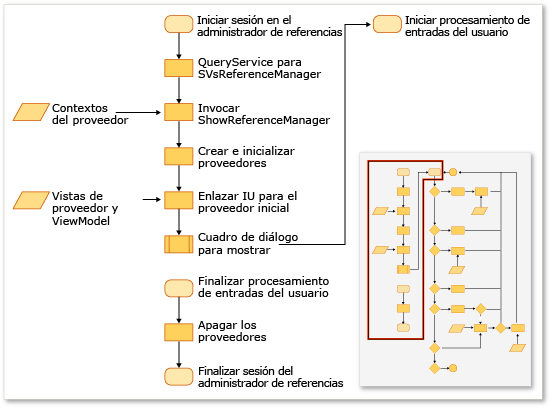 Iniciar sesión en el
administrador de referencias
Iniciar procesamiento de
entradas del usuario
QueryService para
SVsReferenceManager
Contextos
del proveedor
Invocar
ShowReferenceManager
Crear e inicializar
proveedores
Vistas de
proveedor y
ViewModel
Enlazar IU para el
proveedor inicial
Cuadro de diálogo
para mostrar
Finalizar procesamiento
de entradas del usuario
Apagar los
proveedores
Finalizar sesión del
administrador de referencias